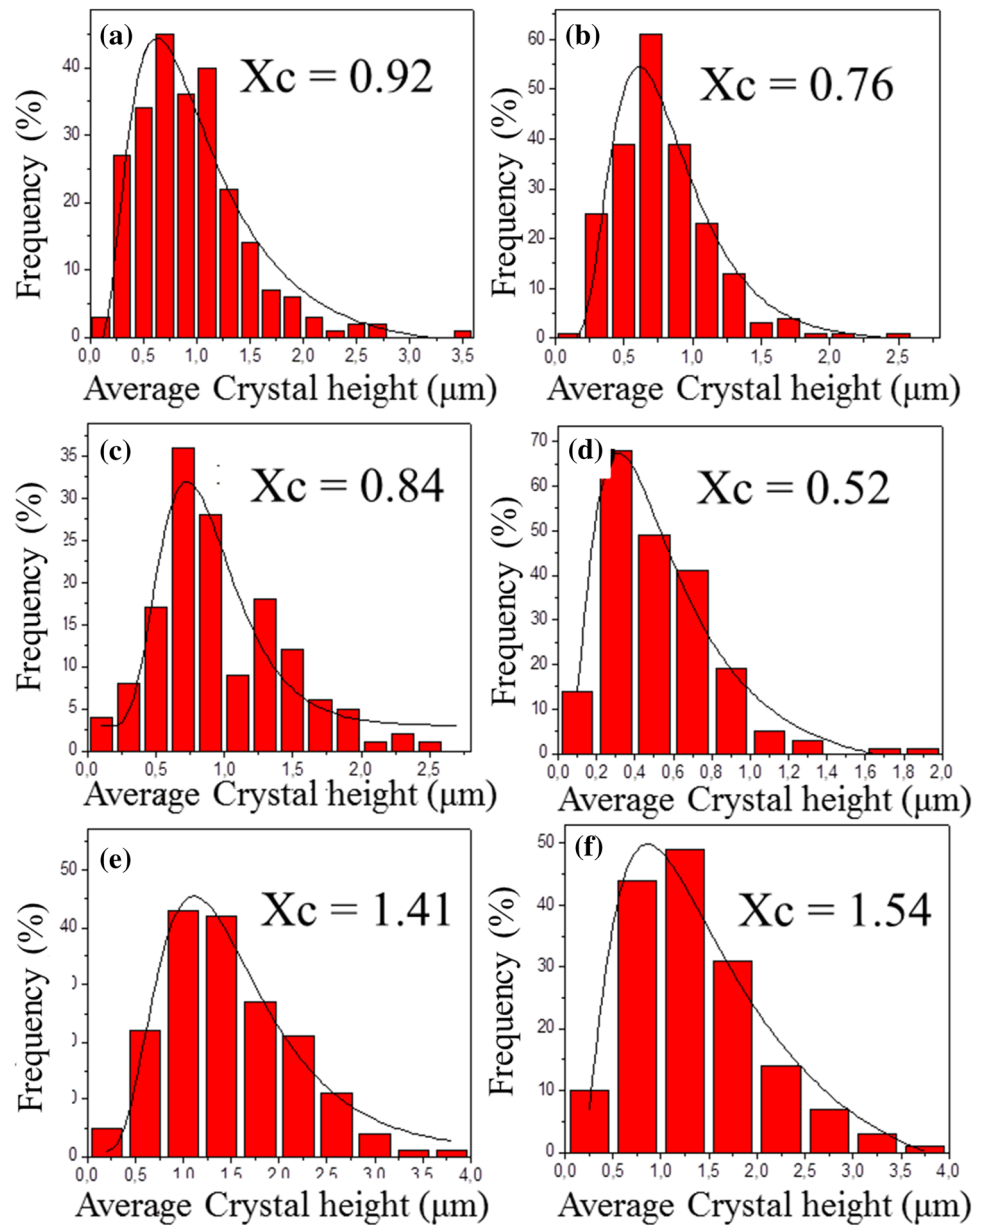 (a)
Xc = 0.92
Frequency (%)
40
30
20
10
0
0,0 0,5 1,0 1,5 2,0 2,5 3,0 3,5
Average Crystal height (μm)
(b)
Xc = 0.76
Frequency (%)
60
50
40
30
20
10
0
0,0 0,5 1,0 1,5 2,0 2,5
Average Crystal height (μm)
(c)
Xc = 0.84
Frequency (%)
35
30
25
20
15
10
5
0
0,0 0,5 1,0 1,5 2,0 2,5
Average Crystal height (μm)
(d)
Xc = 0.52
Frequency (%)
70
60
50
40
30
20
10
0
0,0 0,2 0,4 0,6 0,8 1,0 1,2 1,4 1,6 1,8 2,0
Average Crystal height (μm)
(e)
Xc = 1.41
Frequency (%)
50
40
0
0,0 0,5 1,0 1,5 2,0 2,5 3,0 3,5 4,0
Average Crystal height (μm)
(f)
Xc = 1.54
Frequency (%)
50
40
30
20
10
0
0,0 0,5 1,0 1,5 2,0 2,5 3,0 3,5 4,0
Average Crystal height (μm)